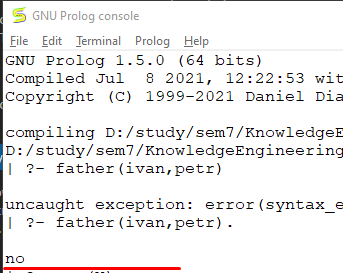 GNU Prolog console
File Edit Terminal Prolog Help
GNU Prolog 1.5.0 (64 bits)
Compiled Jul 8 2021, 12:22:53 wit
Copyright (C) 1999-2021 Daniel Dia
compiling D:/study/sem7/KnowledgeE
D:/study/sem7/KnowledgeEngineering
| ?- father(ivan,petr)
uncaught exception: error(syntax_e
| ?- father(ivan,petr).
no